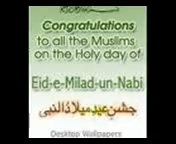 Congratulations
to all the Muslims
on the Holy day of
Eid-e-Milad-un-Nabi
جشنِ عید میلادُ النبی
Desktop Wallpapers